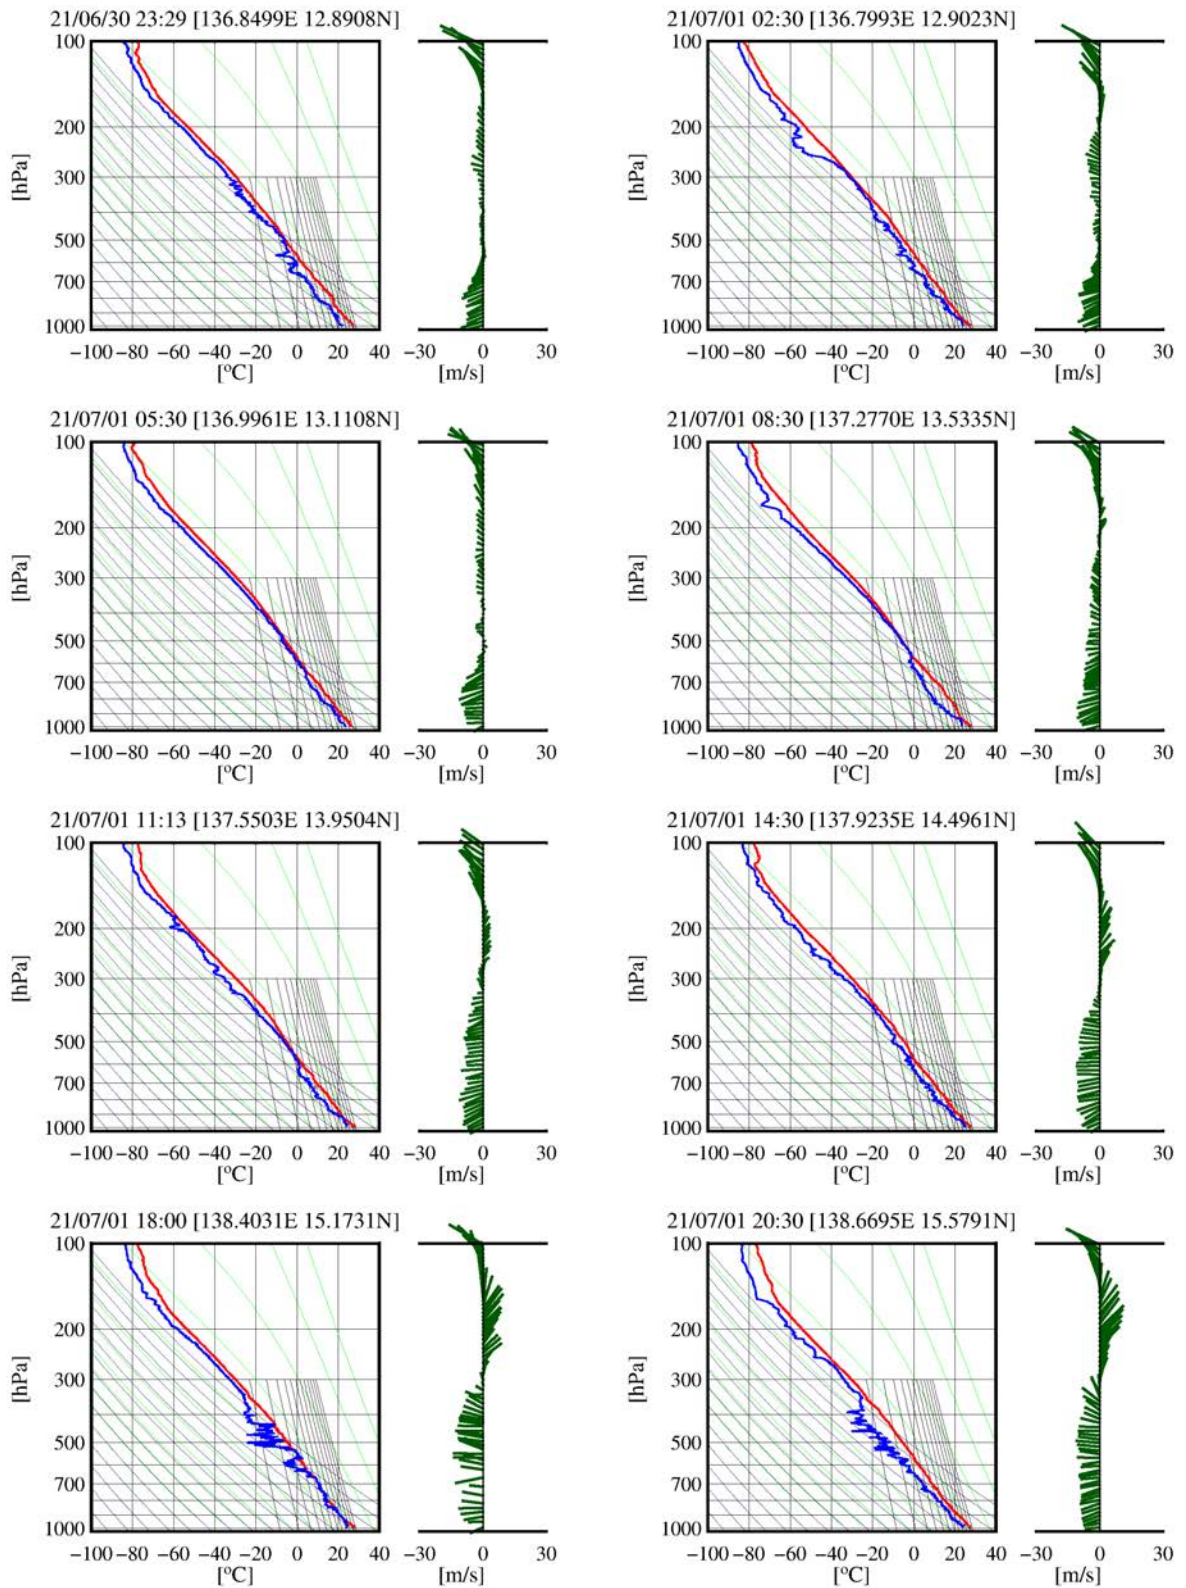 21/06/30 23:29 [136.8499E 12.8908N]
100
200
300
500
700
1000
[hPa]
−100 −80 −60 −40 −20 0 20 40
[°C]
−30 0 30
[m/s]
21/07/01 02:30 [136.7993E 12.9023N]
100
200
300
500
700
1000
[hPa]
−100 −80 −60 −40 −20 0 20 40
[°C]
−30 0 30
[m/s]
21/07/01 05:30 [136.9961E 13.1108N]
100
200
300
500
700
1000
[hPa]
−100 −80 −60 −40 −20 0 20 40
[°C]
−30 0 30
[m/s]
21/07/01 08:30 [137.2770E 13.5335N]
100
200
300
500
700
1000
[hPa]
−100 −80 −60 −40 −20 0 20 40
[°C]
−30 0 30
[m/s]
21/07/01 11:13 [137.5503E 13.9504N]
100
200
300
500
700
1000
[hPa]
−100 −80 −60 −40 −20 0 20 40
[°C]
−30 0 30
[m/s]
21/07/01 14:30 [137.9235E 14.4961N]
100
200
300
500
700
1000
[hPa]
−100 −80 −60 −40 −20 0 20 40
[°C]
−30 0 30
[m/s]
21/07/01 18:00 [138.4031E 15.1731N]
100
200
300
500
700
1000
[hPa]
−100 −80 −60 −40 −20 0 20 40
[°C]
−30 0 30
[m/s]
21/07/01 20:30 [138.6695E 15.5791N]
100
200
300
500
700
1000
[hPa]
−100 −80 −60 −40 −20 0 20 40
[°C]
−30 0 30
[m/s]